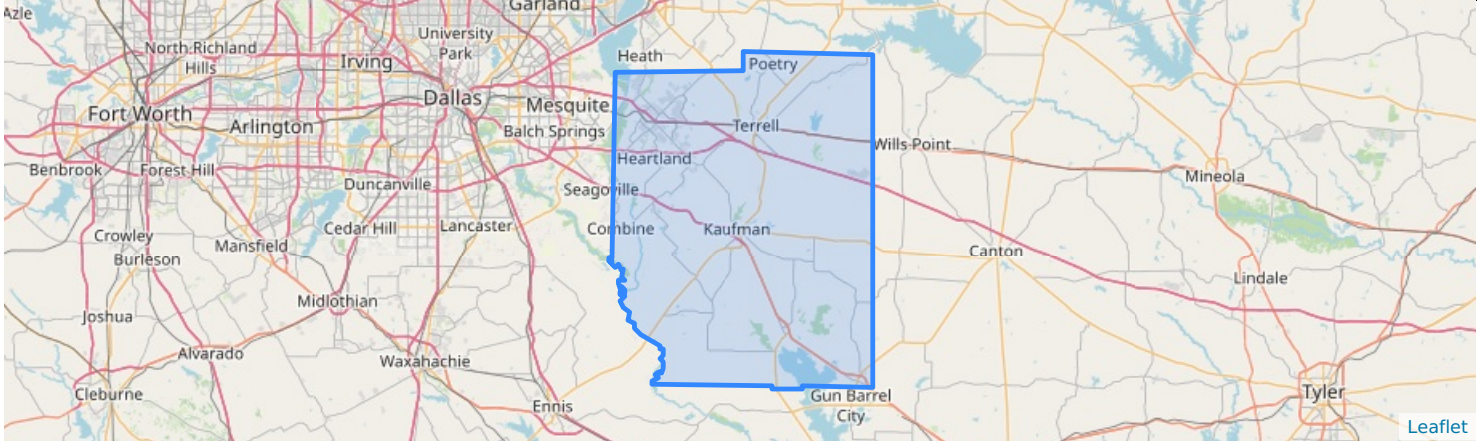 Azle
Garland
University
Park
North Richland
Hills
Irving
Heath
Poetry
Fort Worth
Dallas
Mesquite
Arlington
Balch Springs
Terrell
Wills Point
Benbrook
Forest Hill
Heartland
Duncanville
Seagoville
Mineola
Crowley
Mansfield
Cedar Hill
Lancaster
Combine
Kaufman
Burleson
Canton
Lindale
Midlothian
Joshua
Alvarado
Waxahachie
Cleburne
Ennis
Gun Barrel
City
Tyler
Leaflet